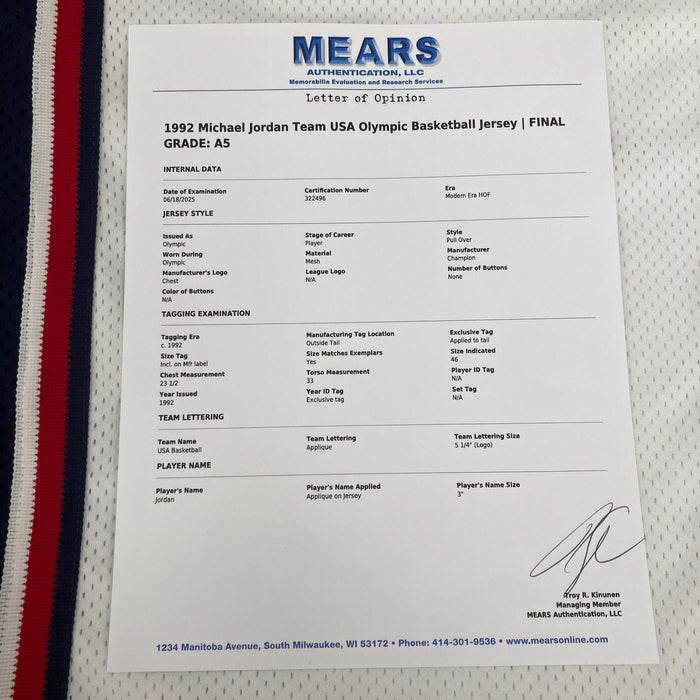 MEARS
AUTHENTICATION, LLC
Memorabilia Evaluation and Research Services
Letter of Opinion
1992 Michael Jordan Team USA Olympic Basketball Jersey | FINAL
GRADE: A5
INTERNAL DATA
Date of Examination Certification Number Era
06/18/2025 322496 Modern Era HOF
JERSEY STYLE
Issued As Stage of Career Style
Olympic Player Pull Over
Worn During Material Manufacturer
Olympic Mesh Champion
Manufacturer's Logo League Logo Number of Buttons
Chest N/A None
Color of Buttons
N/A
TAGGING EXAMINATION
Tagging Era Manufacturing Tag Location Exclusive Tag
c. 1992 Outside Tail Applied to tail
Size Tag Size Matches Exemplars Size Indicated
Incl. on Mfr label Yes 46
Chest Measurement Torso Measurement Player ID Tag
23 1/2 33 N/A
Year Issued Year ID Tag Set Tag
1992 Exclusive tag N/A
TEAM LETTERING
Team Name Team Lettering Team Lettering Size
USA Basketball Applique 5 1/4" (Logo)
PLAYER NAME
Player's Name Player's Name Applied Player's Name Size
Jordan Applique on Jersey 3"
Troy R. Kinunen
Managing Member
MEARS Authentication, LLC
1234 Manitoba Avenue, South Milwaukee, WI 53172 • Phone: 414-301-9536 • www.mearsonline.com